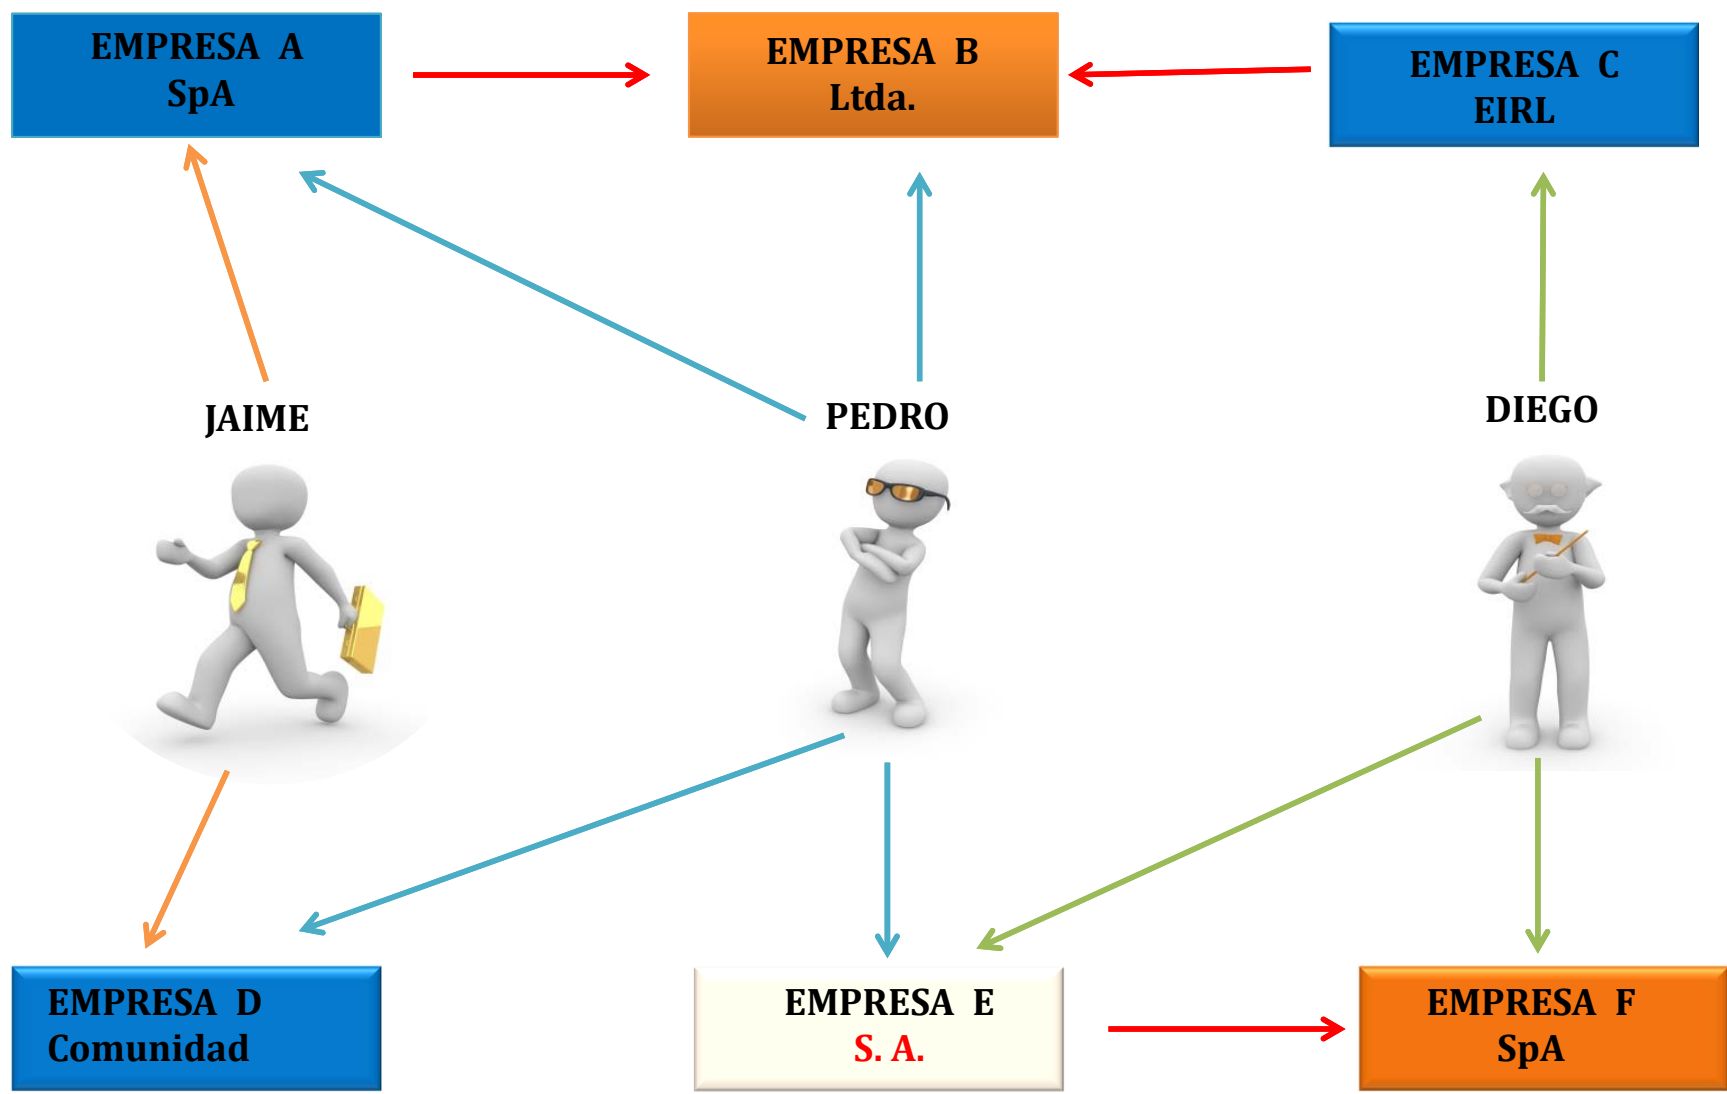 EMPRESA A
SpA
EMPRESA B
Ltda.
EMPRESA C
EIRL
JAIME
PEDRO
DIEGO
EMPRESA D
Comunidad
EMPRESA E
S. A.
EMPRESA F
SpA